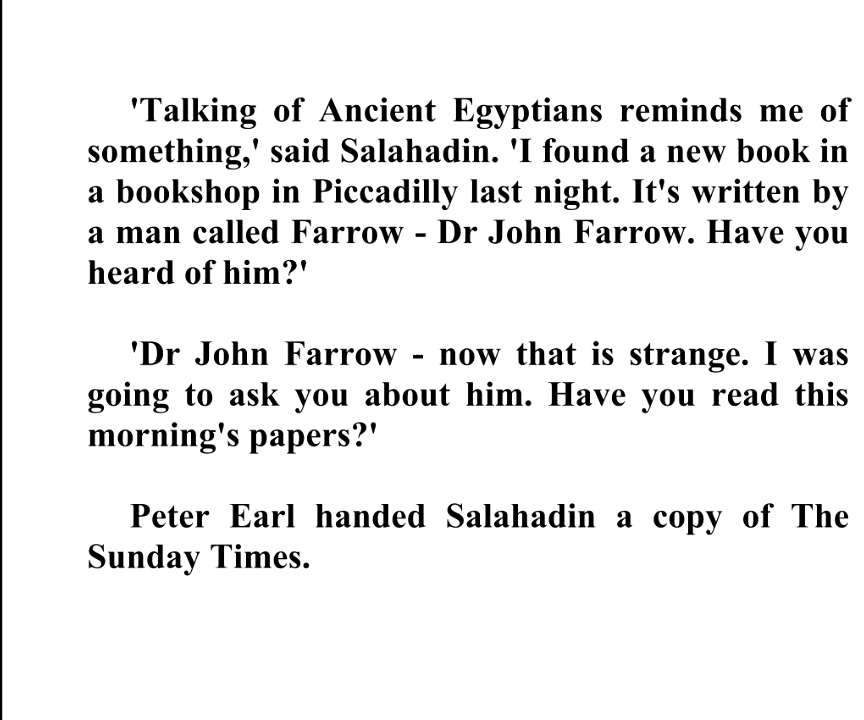 'Talking of Ancient Egyptians reminds me of
something,' said Salahadin. 'I found a new book in
a bookshop in Piccadilly last night. It's written by
a man called Farrow - Dr John Farrow. Have you
heard of him?'
'Dr John Farrow - now that is strange. I was
going to ask you about him. Have you read this
morning's papers?'
Peter Earl handed Salahadin a copy of The
Sunday Times.